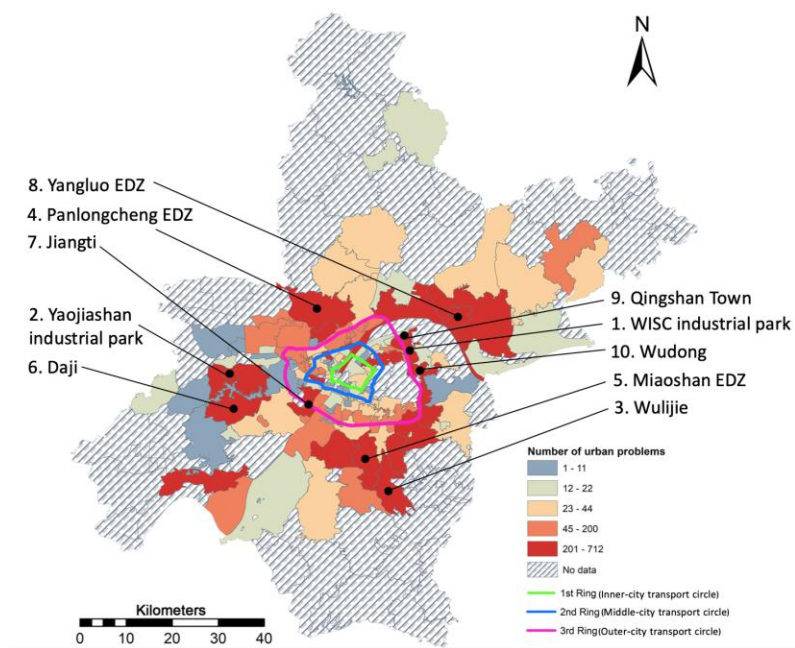 N
8. Yangluo EDZ
4. Panlongcheng EDZ
7. Jiangti
2. Yaojiashan
industrial park
6. Daji
9. Qingshan Town
1. WISC industrial park
10. Wudong
5. Miaoshan EDZ
3. Wulijie
Number of urban problems
1 - 11
12 - 22
23 - 44
45 - 200
201 - 712
No data
1st Ring (Inner-city transport circle)
2nd Ring (Middle-city transport circle)
3rd Ring (Outer-city transport circle)
Kilometers
0 10 20 30 40